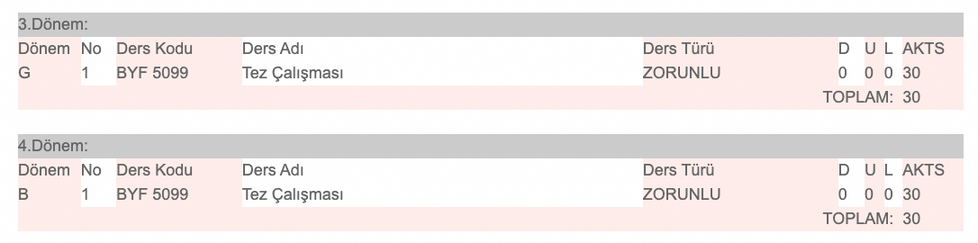 3.Dönem:
Dönem No Ders Kodu Ders Adı Ders Türü D U L AKTS
G 1 BYF 5099 Tez Çalışması ZORUNLU 0 0 0 30
TOPLAM: 30
4.Dönem:
Dönem No Ders Kodu Ders Adı Ders Türü D U L AKTS
B 1 BYF 5099 Tez Çalışması ZORUNLU 0 0 0 30
TOPLAM: 30